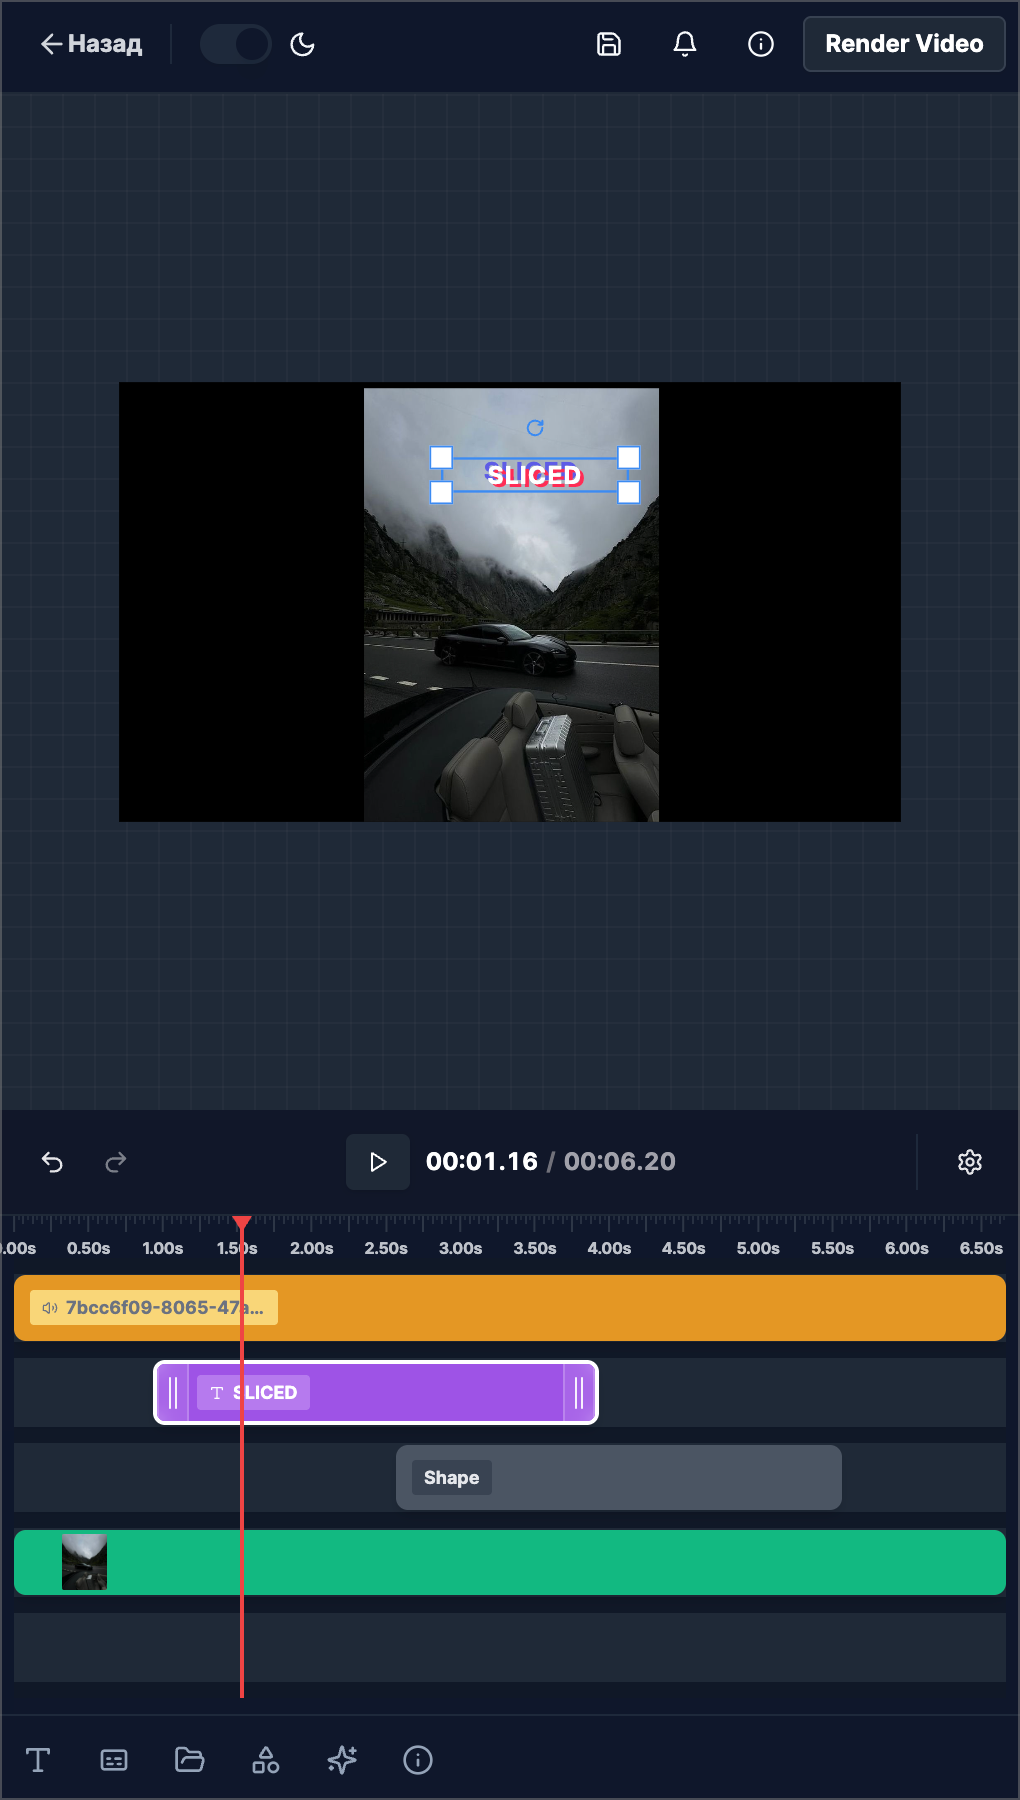 Назад
Render Video
SLICED
00:01.16 / 00:06.20
.00s 0.50s 1.00s 1.50s 2.00s 2.50s 3.00s 3.50s 4.00s 4.50s 5.00s 5.50s 6.00s 6.50s
7bcc6f09-8065-47a...
T SLICED
Shape